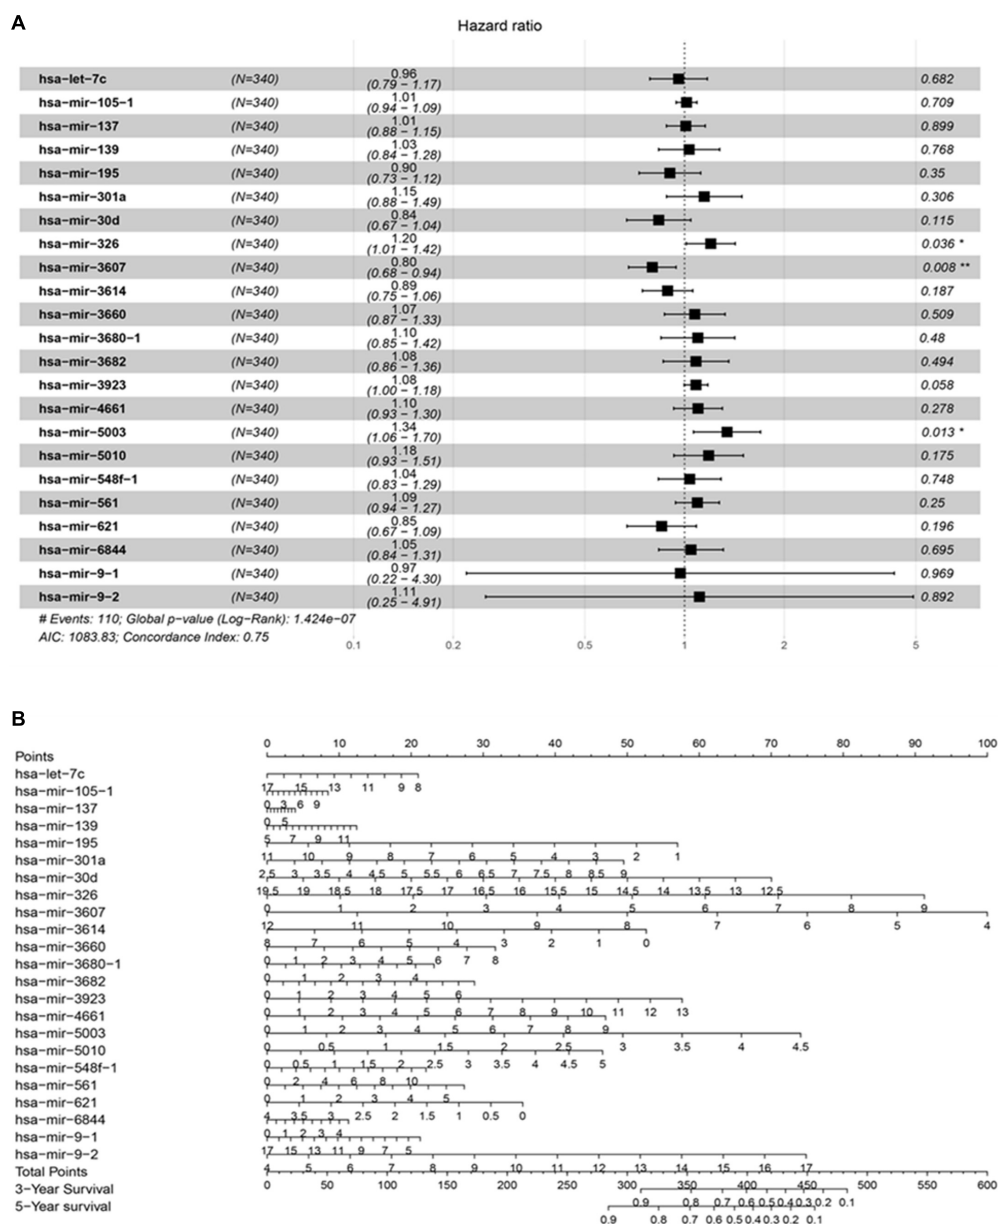 A
Hazard ratio
hsa−let−7c (N=340) 0.96 (0.79 − 1.17) 0.682
hsa−mir−105−1 (N=340) 1.01 (0.94 − 1.09) 0.709
hsa−mir−137 (N=340) 1.01 (0.88 − 1.15) 0.899
hsa−mir−139 (N=340) 1.03 (0.84 − 1.28) 0.768
hsa−mir−195 (N=340) 0.90 (0.73 − 1.12) 0.35
hsa−mir−301a (N=340) 1.15 (0.88 − 1.49) 0.306
hsa−mir−30d (N=340) 0.84 (0.67 − 1.04) 0.115
hsa−mir−326 (N=340) 1.20 (1.01 − 1.42) 0.036 *
hsa−mir−3607 (N=340) 0.80 (0.68 − 0.94) 0.008 **
hsa−mir−3614 (N=340) 0.89 (0.75 − 1.06) 0.187
hsa−mir−3660 (N=340) 1.07 (0.87 − 1.33) 0.509
hsa−mir−3680−1 (N=340) 1.10 (0.85 − 1.42) 0.48
hsa−mir−3682 (N=340) 1.08 (0.86 − 1.36) 0.494
hsa−mir−3923 (N=340) 1.08 (1.00 − 1.18) 0.058
hsa−mir−4661 (N=340) 1.10 (0.93 − 1.30) 0.278
hsa−mir−5003 (N=340) 1.34 (1.06 − 1.70) 0.013 *
hsa−mir−5010 (N=340) 1.18 (0.93 − 1.51) 0.175
hsa−mir−548f−1 (N=340) 1.04 (0.83 − 1.29) 0.748
hsa−mir−561 (N=340) 1.09 (0.94 − 1.27) 0.25
hsa−mir−621 (N=340) 0.85 (0.67 − 1.09) 0.196
hsa−mir−6844 (N=340) 1.05 (0.84 − 1.31) 0.695
hsa−mir−9−1 (N=340) 0.97 (0.22 − 4.30) 0.969
hsa−mir−9−2 (N=340) 1.11 (0.25 − 4.91) 0.892
# Events: 110; Global p−value (Log−Rank): 1.424e−07
AIC: 1083.83; Concordance Index: 0.75
0.1 0.2 0.5 1 2 5
B
Points 0 10 20 30 40 50 60 70 80 90 100
hsa−let−7c 17 15 13 11 9 8
hsa−mir−105−1 0 3 6 9
hsa−mir−137 0 5
hsa−mir−139 5 7 9 11
hsa−mir−195 11 10 9 8 7 6 5 4 3 2 1
hsa−mir−301a 2.5 3 3.5 4 4.5 5 5.5 6 6.5 7 7.5 8 8.5 9
hsa−mir−30d 19.5 19 18.5 18 17.5 17 16.5 16 15.5 15 14.5 14 13.5 13 12.5
hsa−mir−326 0 1 2 3 4 5 6 7 8 9
hsa−mir−3607 12 11 10 9 8 7 6 5 4
hsa−mir−3614 8 7 6 5 4 3 2 1 0
hsa−mir−3660 0 1 2 3 4 5 6 7 8
hsa−mir−3680−1 0 1 2 3 4
hsa−mir−3682 0 1 2 3 4 5 6
hsa−mir−3923 0 1 2 3 4 5 6 7 8 9 10 11 12 13
hsa−mir−4661 0 1 2 3 4 5 6 7 8 9
hsa−mir−5003 0 0.5 1 1.5 2 2.5 3 3.5 4 4.5
hsa−mir−5010 0 0.5 1 1.5 2 2.5 3 3.5 4 4.5 5
hsa−mir−548f−1 0 2 4 6 8 10
hsa−mir−561 0 1 2 3 4 5
hsa−mir−621 4 3.5 3 2.5 2 1.5 1 0.5 0
hsa−mir−6844 0 1 2 3 4
hsa−mir−9−1 17 15 13 11 9 7 5
hsa−mir−9−2 4 5 6 7 8 9 10 11 12 13 14 15 16 17
Total Points 0 50 100 150 200 250 300 350 400 450 500 550 600
3−Year Survival 0.9 0.8 0.7 0.6 0.5 0.4 0.3 0.2 0.1
5−Year survival 0.9 0.8 0.7 0.6 0.5 0.4 0.3 0.2 0.1